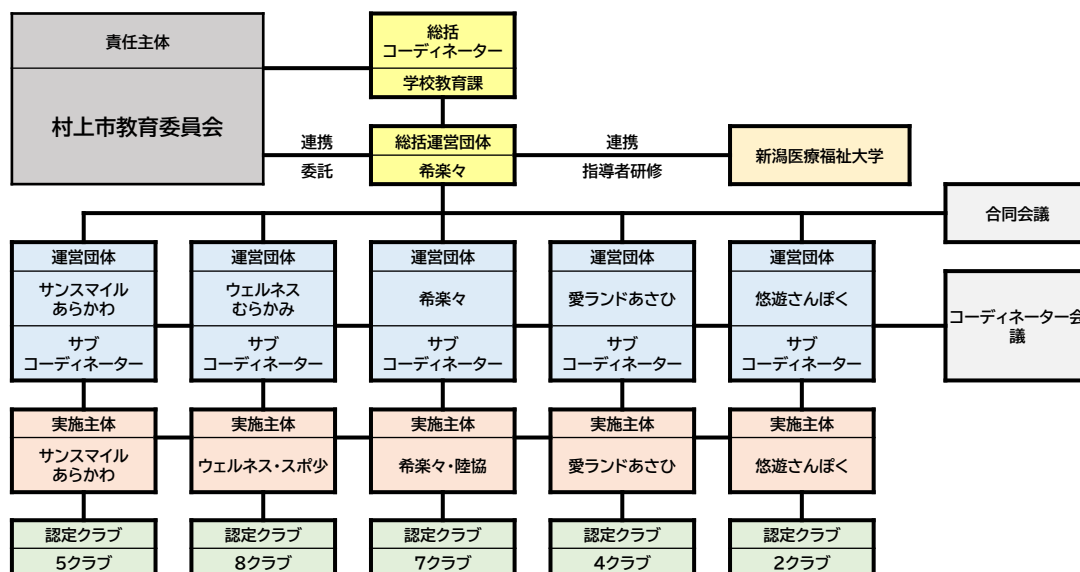 責任主体
村上市教育委員会
総括
コーディネーター
学校教育課
連携
委託
総括運営団体
希楽々
連携
指導者研修
新潟医療福祉大学
合同会議
運営団体
サンスマイル
あらかわ
サブ
コーディネーター
運営団体
ウェルネス
むらかみ
サブ
コーディネーター
運営団体
希楽々
サブ
コーディネーター
運営団体
愛ランドあさひ
サブ
コーディネーター
運営団体
悠遊さんぽく
サブ
コーディネーター
コーディネーター会
議
実施主体
サンスマイル
あらかわ
実施主体
ウェルネス・スポ少
実施主体
希楽々・陸協
実施主体
愛ランドあさひ
実施主体
悠遊さんぽく
認定クラブ
5クラブ
認定クラブ
8クラブ
認定クラブ
7クラブ
認定クラブ
4クラブ
認定クラブ
2クラブ